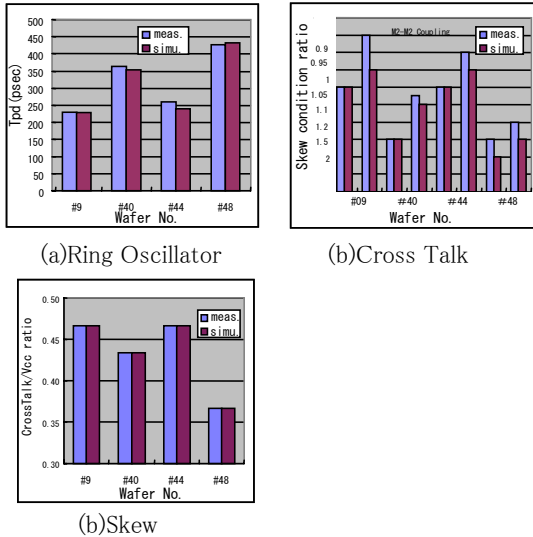 Tpd(psec)
500
450
400
350
300
250
200
150
100
50
0
meas.
simu.
#9 #40 #44 #48
Wafer No.
(a)Ring Oscillator
Skew condition ratio
M2-M2 Coupling
meas.
simu.
0.9
0.95
1
1.05
1.1
1.2
1.5
2
#09 #40 #44 #48
Wafer No.
(b)Cross Talk
CrossTalk/Vcc ratio
0.50
0.45
0.40
0.35
0.30
meas.
simu.
#9 #40 #44 #48
Wafer No.
(b)Skew